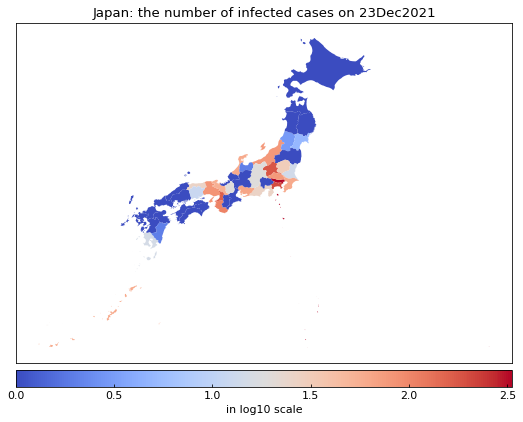 Japan: the number of infected cases on 23Dec2021
0.0 0.5 1.0 1.5 2.0 2.5
in log10 scale